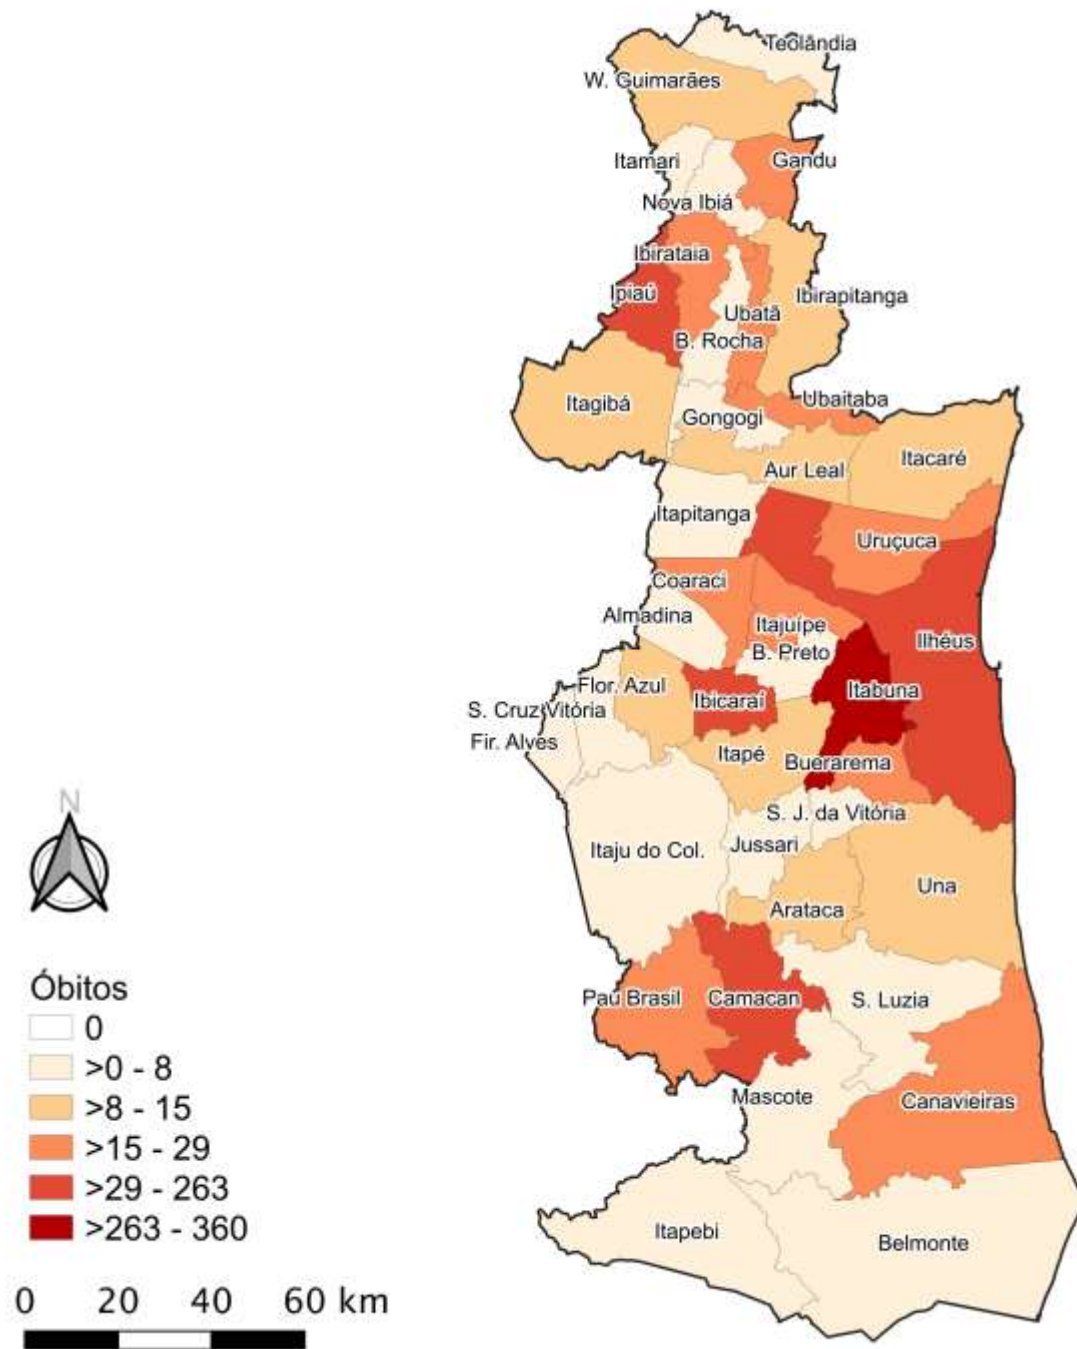 Teolândia
W. Guimarães
Itamari
Gandu
Nova Ibiá
Ibirataia
Ipiaú
Ibirapitanga
Ubatã
B. Rocha
Itagibá
Ubaitaba
Gongogi
Itacaré
Aur Leal
Itapitanga
Uruçuca
Coaraci
Almadina
Itajuípe
Ilhéus
B. Preto
Flor. Azul
Ibicaraí
Itabuna
S. Cruz Vitória
Fir. Alves
Itapé
Buerarema
S. J. da Vitória
Jussari
Itaju do Col.
Una
Arataca
Pau Brasil
Camacan
S. Luzia
Mascote
Canavieiras
Itapebi
Belmonte
N
Óbitos
0
>0 - 8
>8 - 15
>15 - 29
>29 - 263
>263 - 360
0 20 40 60 km